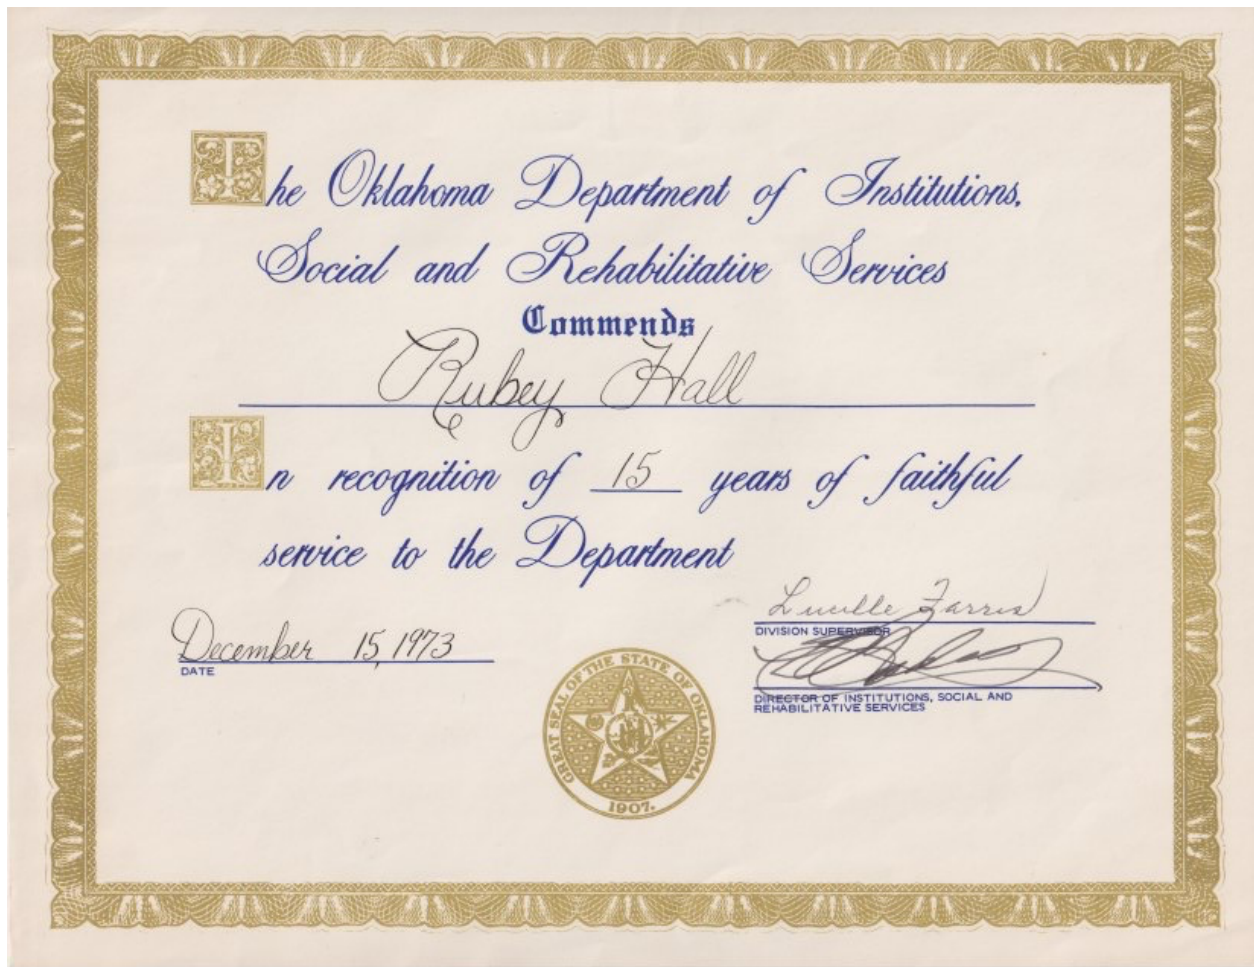 The Oklahoma Department of Institutions,
Social and Rehabilitative Services
Commends
Rubey Hall
In recognition of 15 years of faithful
service to the Department
December 15, 1973
DATE
Lucille Farris
DIVISION SUPERVISOR
DIRECTOR OF INSTITUTIONS, SOCIAL AND
REHABILITATIVE SERVICES
GREAT SEAL OF THE STATE OF OKLAHOMA
1907.